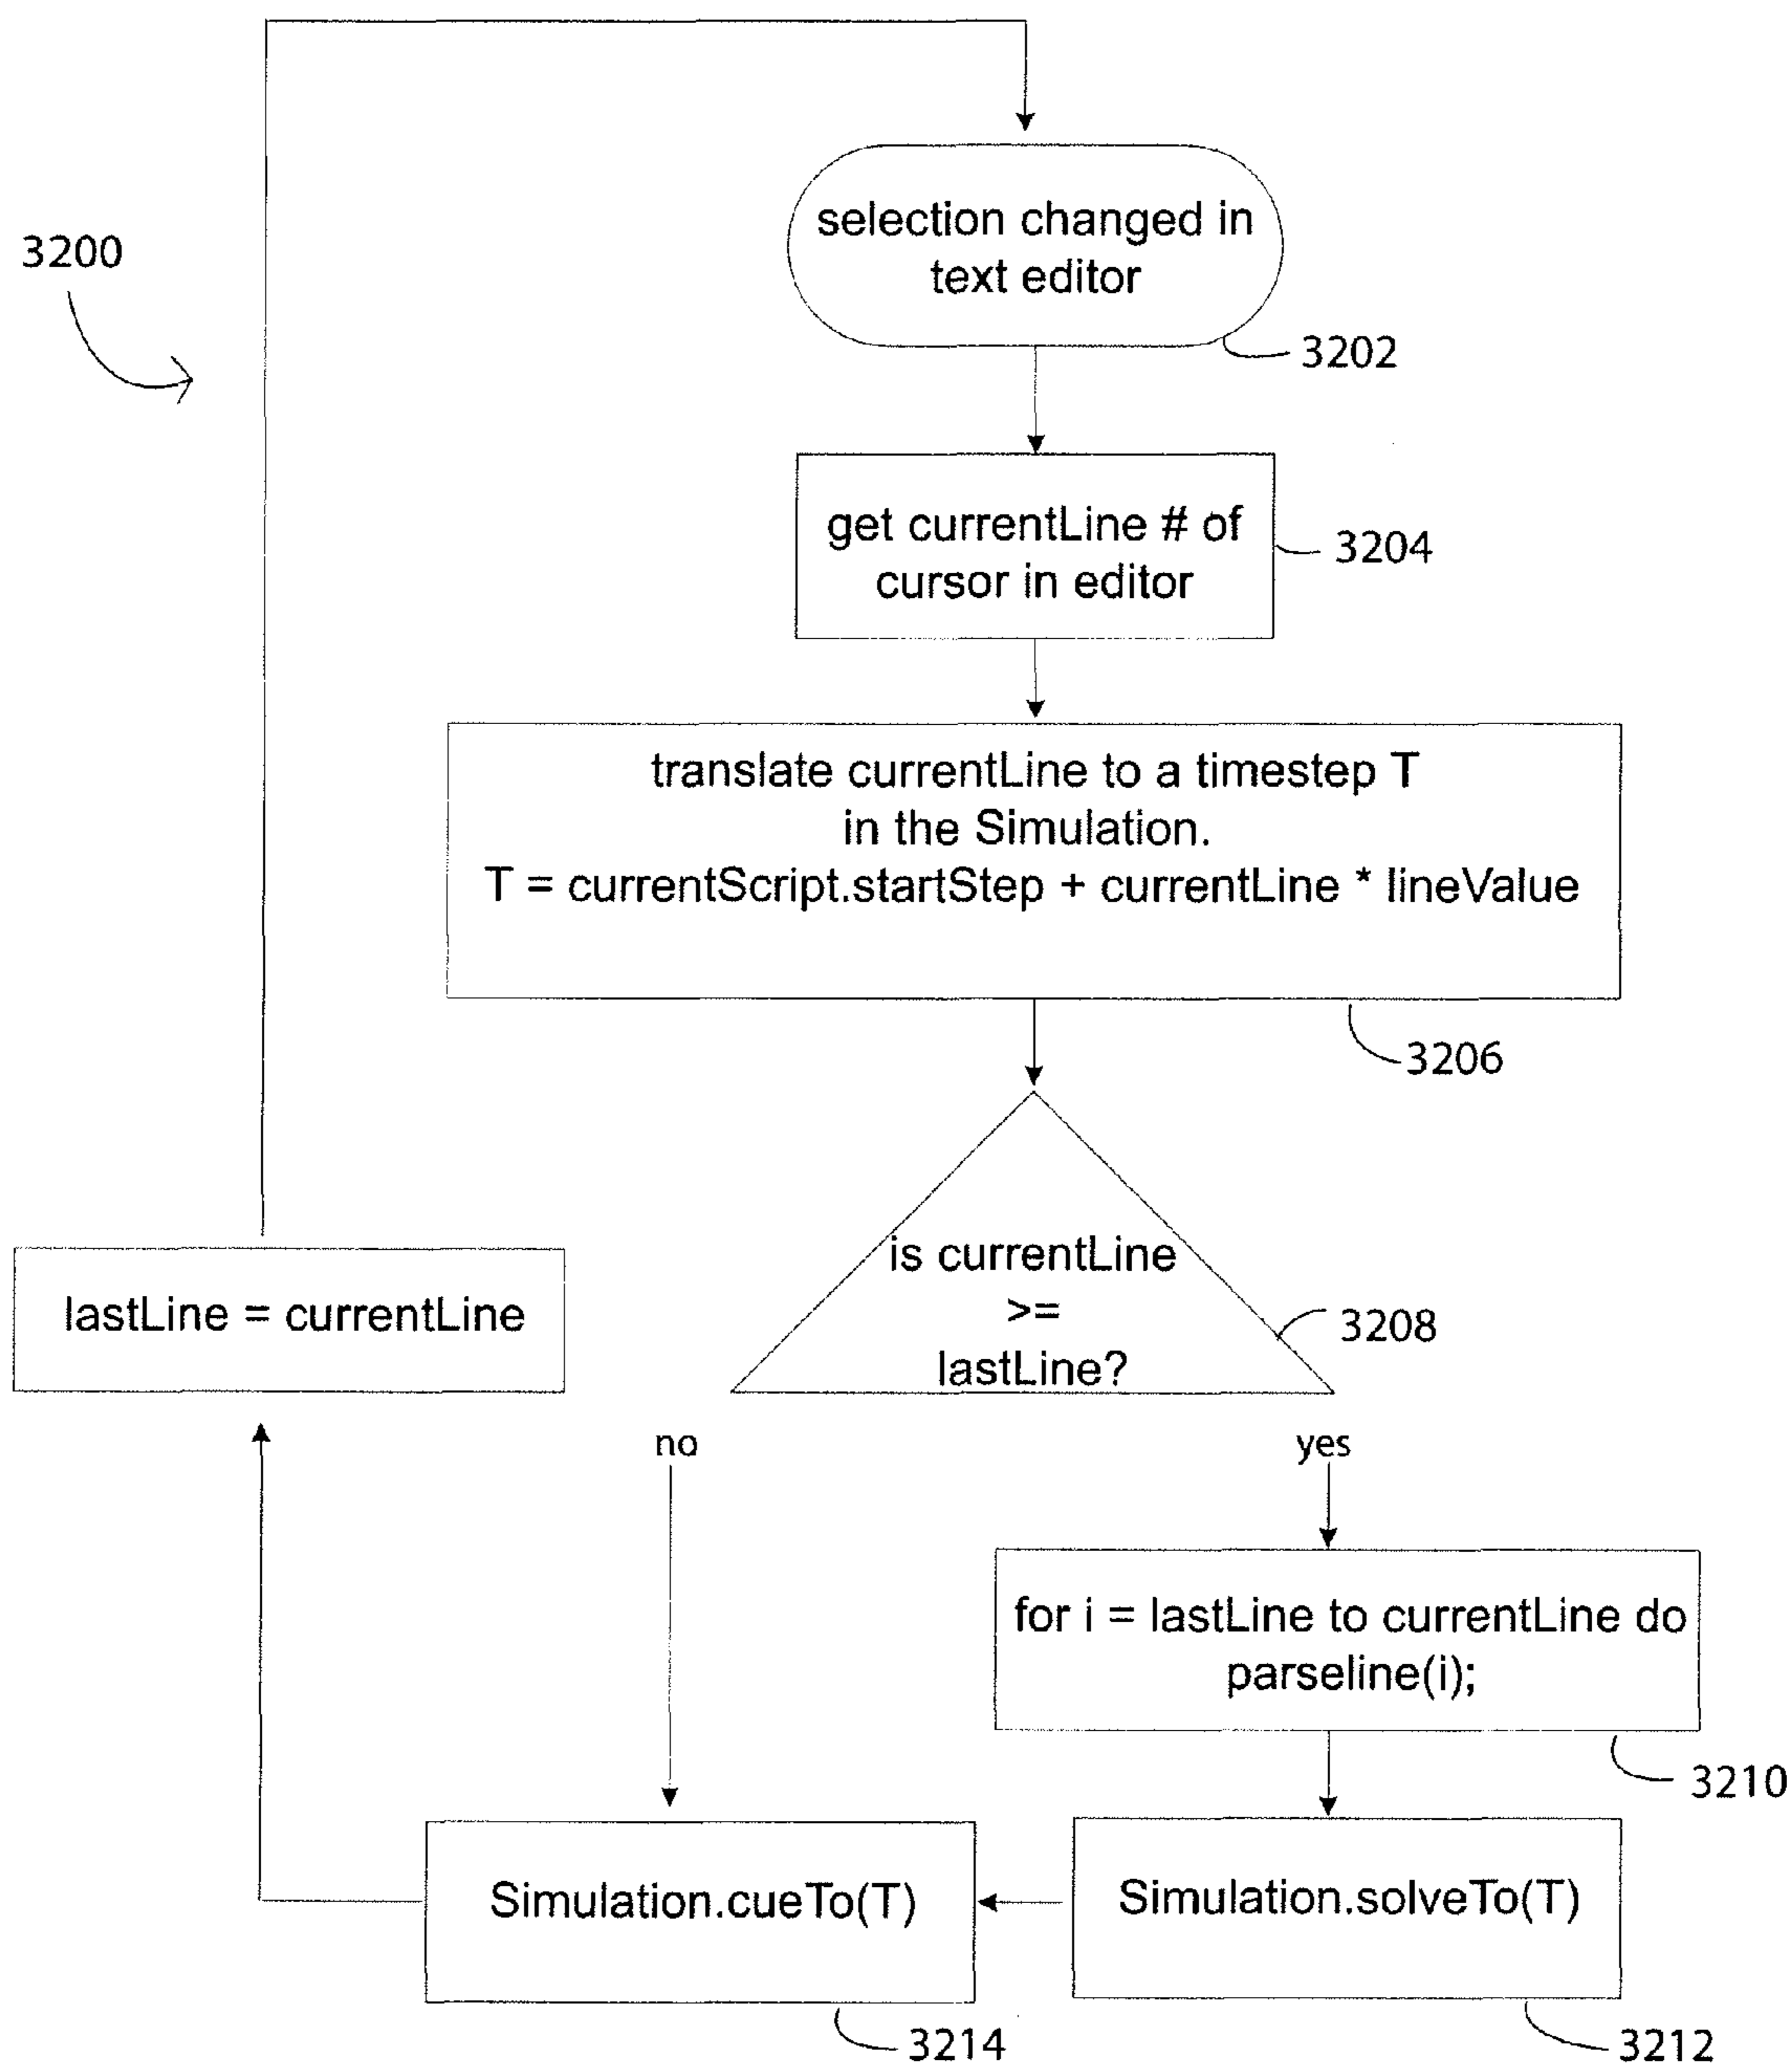 3200
selection changed in
text editor
3202
get currentLine # of
cursor in editor
3204
translate currentLine to a timestep T
in the Simulation.
T = currentScript.startStep + currentLine * lineValue
3206
is currentLine
>=
lastLine?
3208
lastLine = currentLine
no
yes
for i = lastLine to currentLine do
parseline(i);
3210
Simulation.cueTo(T)
3214
Simulation.solveTo(T)
3212